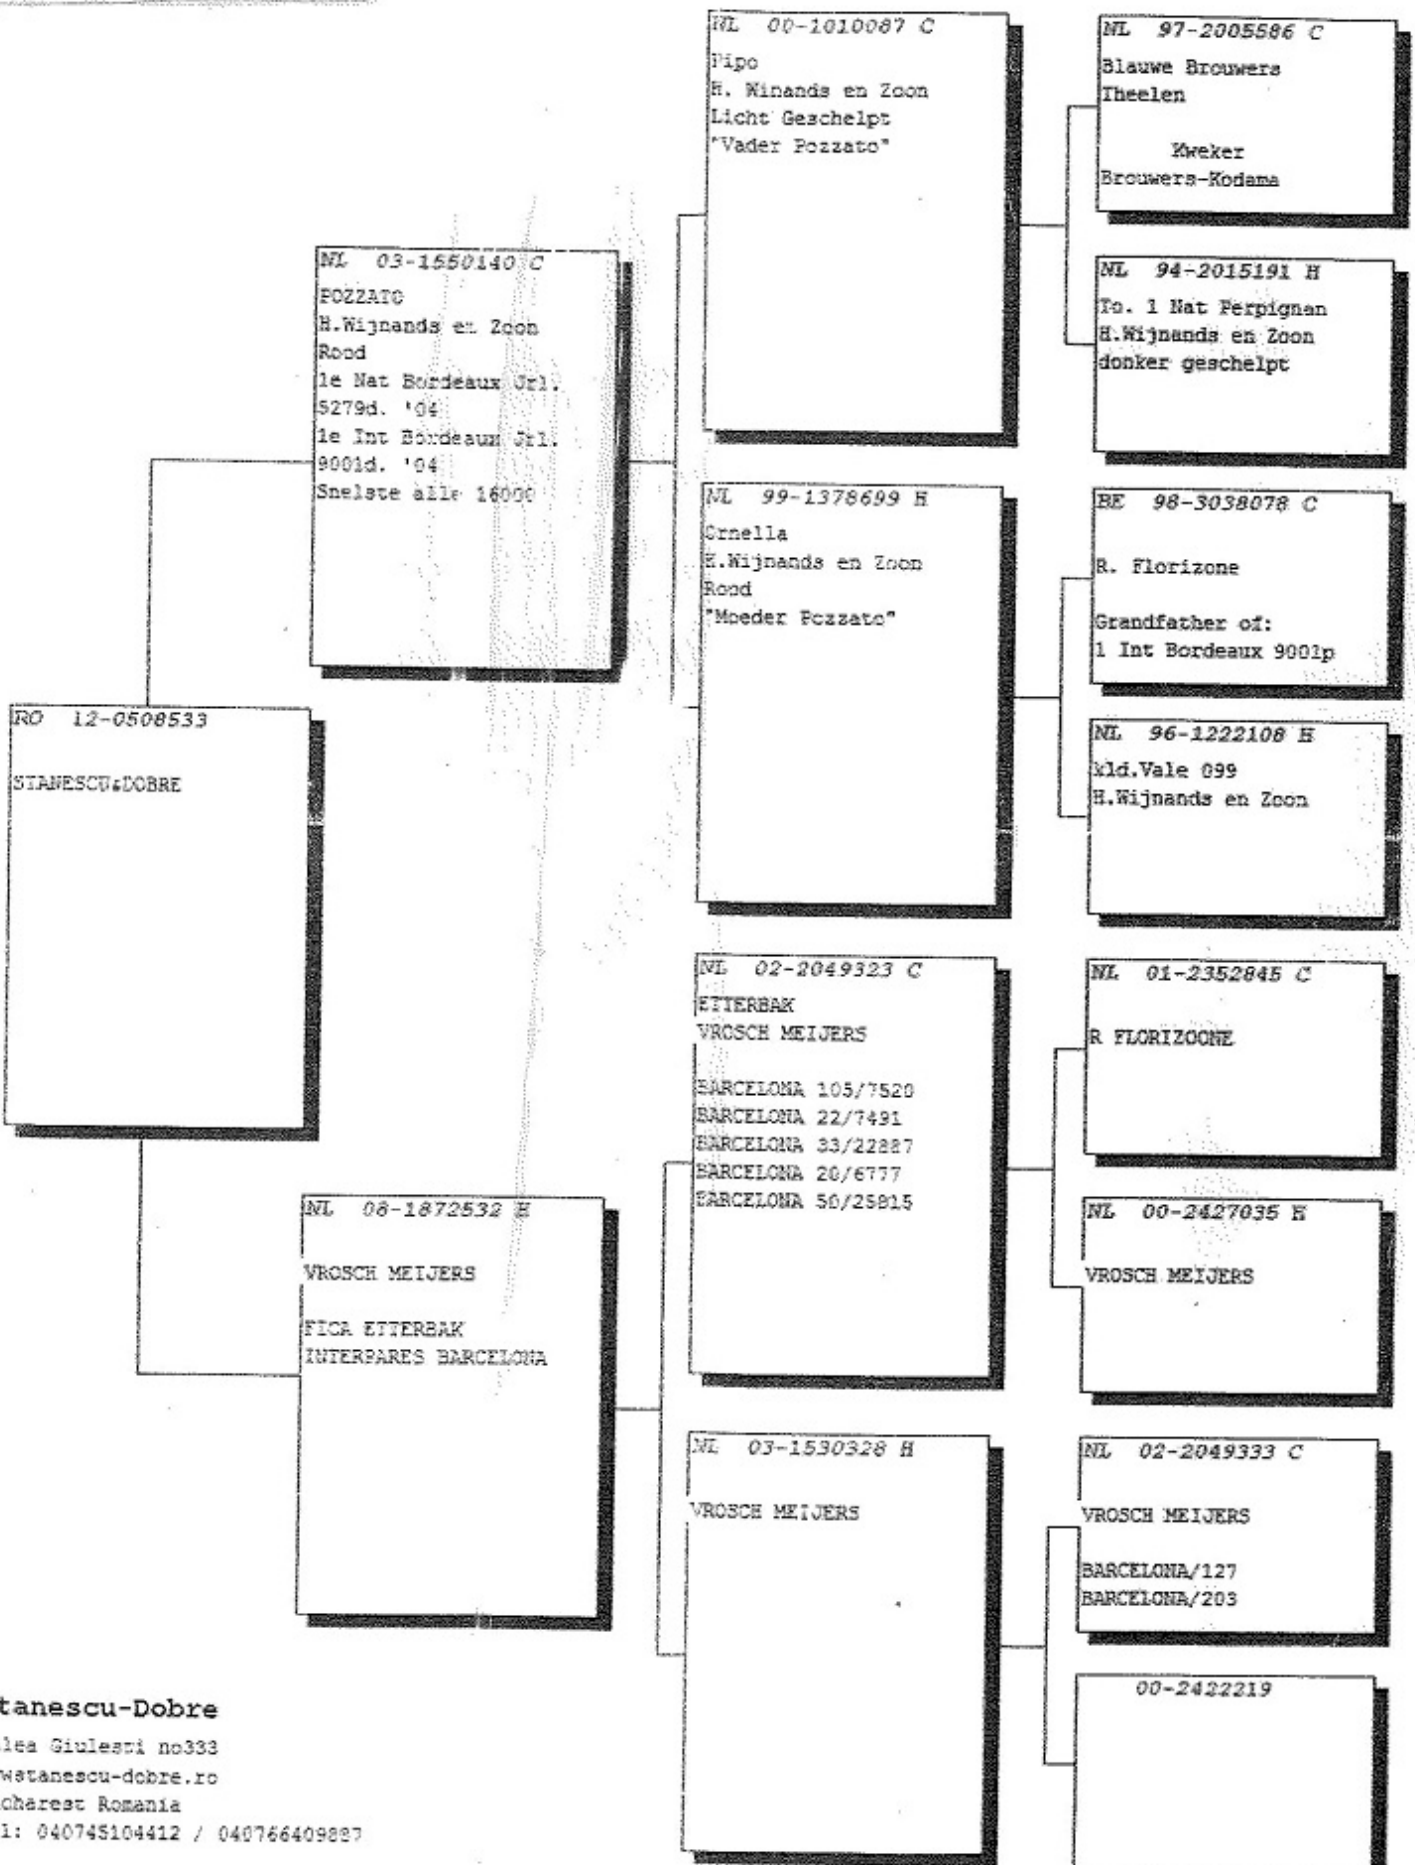 RO 12-0508533
STANESCU&DOBRE
NL 03-1550140 C
POZZATO
H.Wijnands en Zoon
Rood
1e Nat Bordeaux Jrl.
5279d. '04
1e Int Bordeaux Jrl.
9001d. '04
Snelste alle 16000
NL 08-1872532 H
VROSCH MEIJERS
FICA ETTERBAK
INTERPARES BARCELONA
NL 00-1010087 C
Pipo
H. Winands en Zoon
Licht Geschelpt
"Vader Pozzato"
NL 99-1378699 H
Ornella
H.Wijnands en Zoon
Rood
"Moeder Pozzato"
NL 02-2049323 C
ETTERBAK
VROSCH MEIJERS
BARCELONA 105/7520
BARCELONA 22/7491
BARCELONA 33/22887
BARCELONA 20/6777
BARCELONA 50/25815
NL 03-1530328 H
VROSCH MEIJERS
NL 97-2005586 C
Blauwe Brouwers
Theelen
Kweker
Brouwers-Kodama
NL 94-2015191 H
To. 1 Nat Perpignan
H.Wijnands en Zoon
donker geschelpt
BE 98-3038078 C
R. Florizone
Grandfather of:
1 Int Bordeaux 9001p
NL 96-1222108 H
kld.Vale 099
H.Wijnands en Zoon
NL 01-2352845 C
R FLORIZOONE
NL 00-2427035 H
VROSCH MEIJERS
NL 02-2049333 C
VROSCH MEIJERS
BARCELONA/127
BARCELONA/203
00-2422219
tanescu-Dobre
lea Giulesti no333
wstanescu-dobre.ro
charest Romania
l: 040745104412 / 040766409887